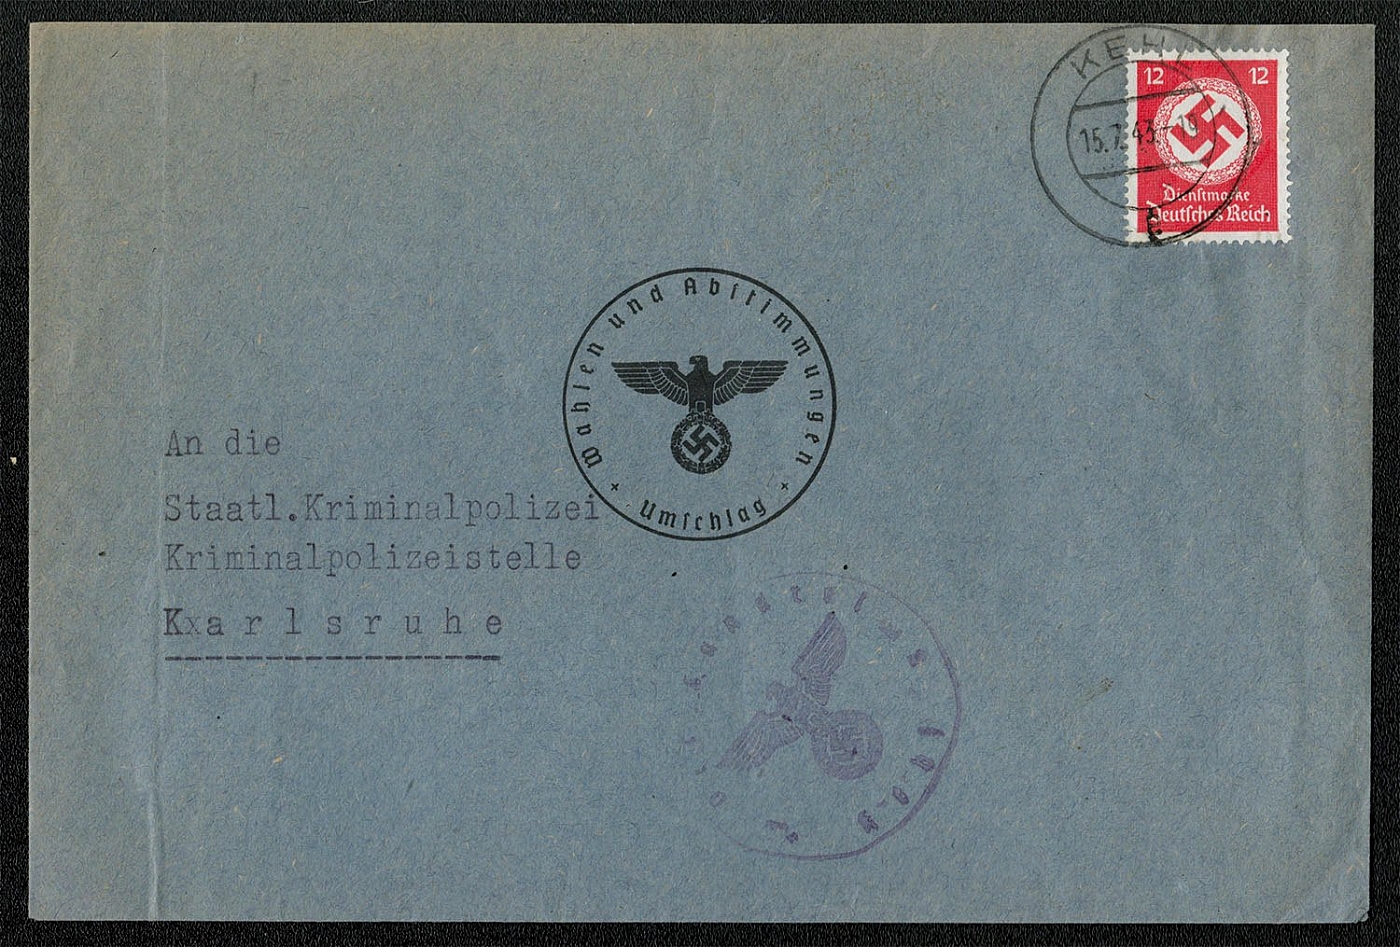 KEHL
15.7.43-19
12 12
Dienstmarke
Deutsches Reich
Wahlen und Abstimmungen
Umschlag
An die
Staatl.Kriminalpolizei
Kriminalpolizeistelle
Kxarlsruhe